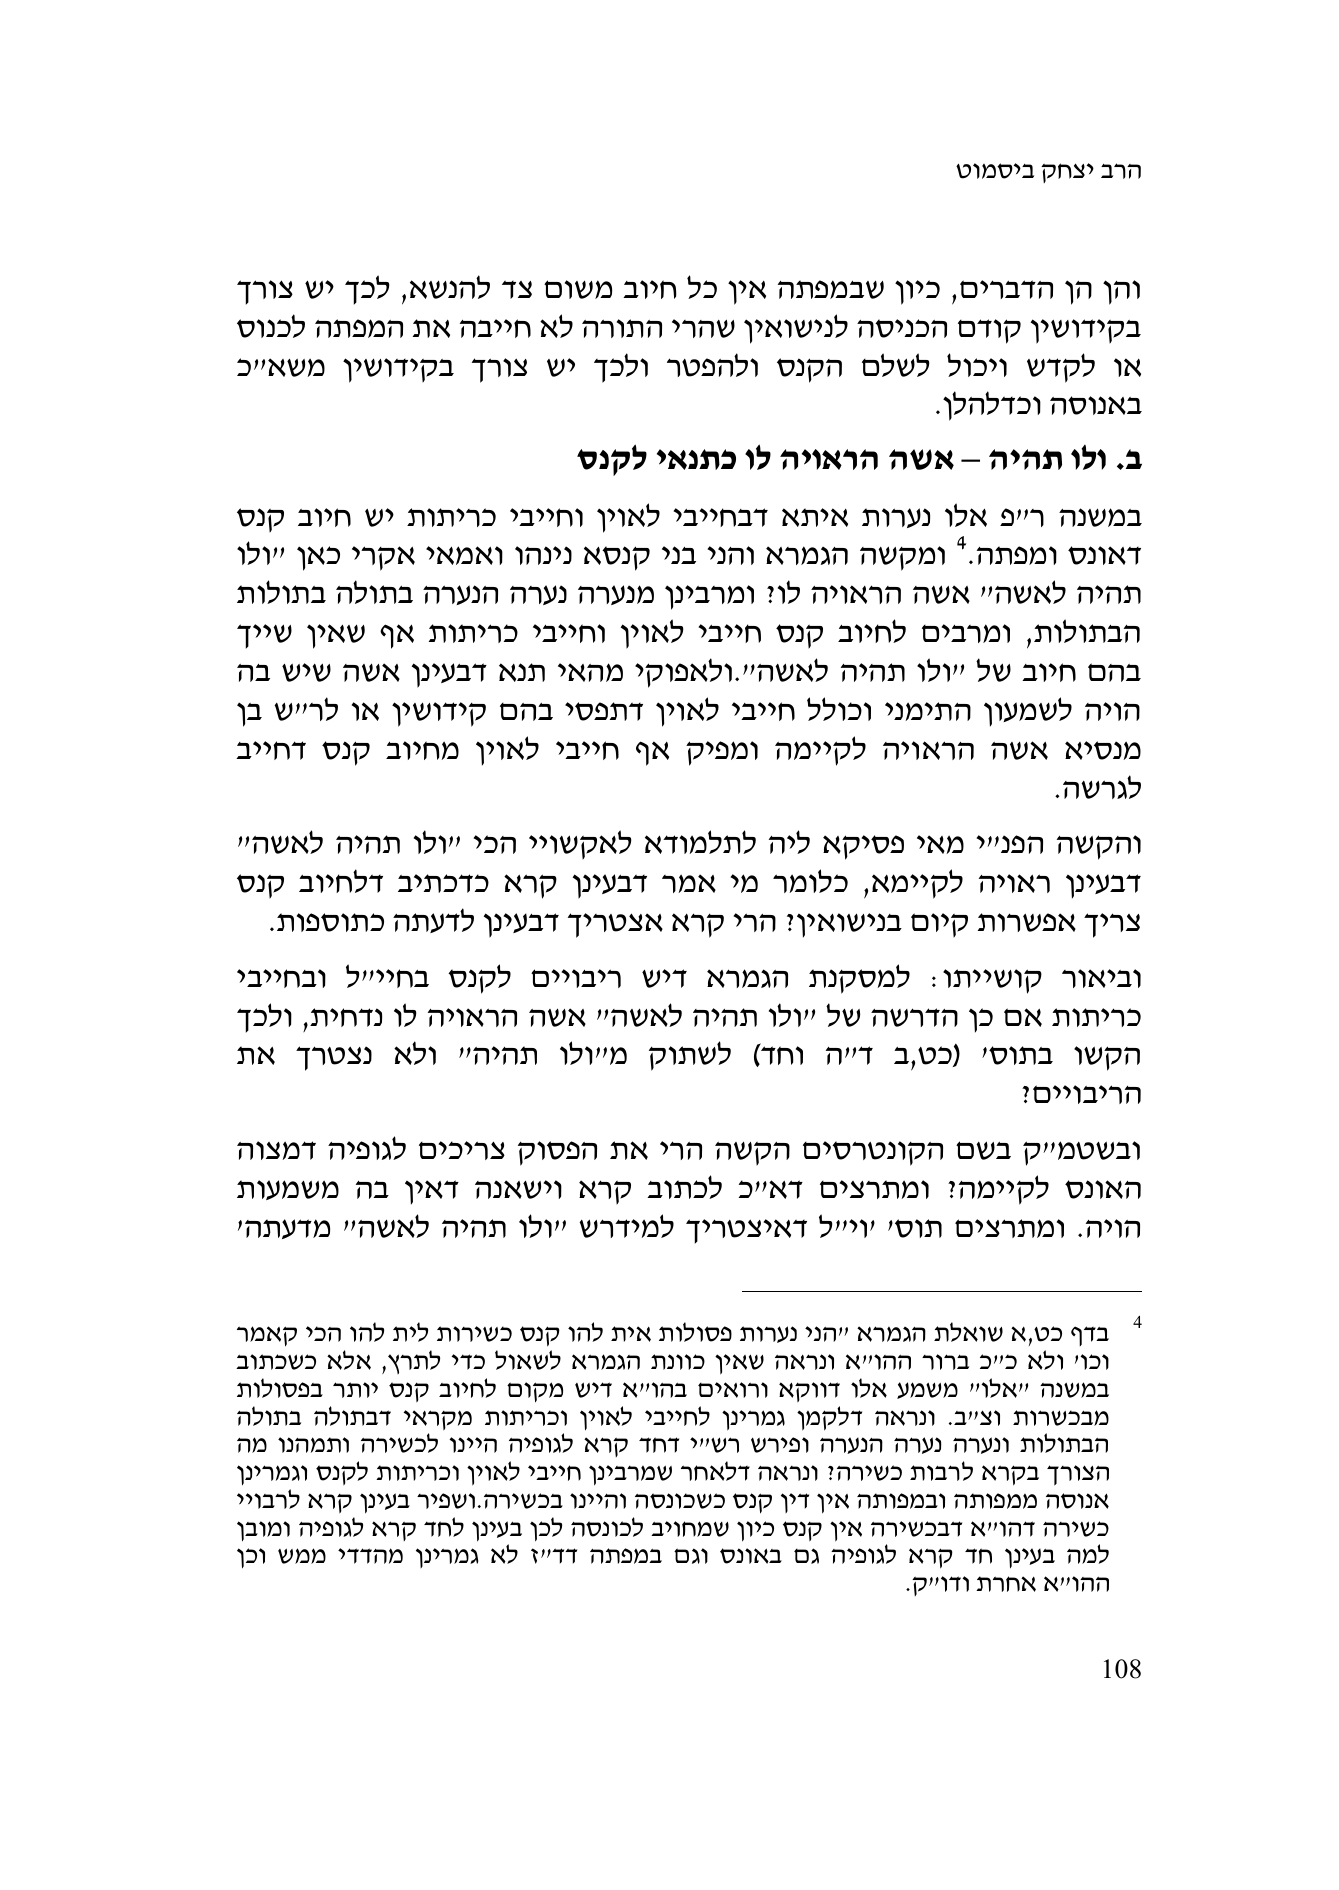 הרב יצחק ביסמוט
והן הן הדברים, כיון שבמפתה אין כל חיוב משום צד להנשא, לכך יש צורך
בקידושין קודם הכניסה לנישואין שהרי התורה לא חייבה את המפתה לכנוס
או לקדש ויכול לשלם הקנס ולהפטר ולכך יש צורך בקידושין משא״כ
באנוסה וכדלהלן.
ב. ולו תהיה – אשה הראויה לו כתנאי לקנס
במשנה ר״פ אלו נערות איתא דבחייבי לאוין וחייבי כריתות יש חיוב קנס
דאונס ומפתה.4 ומקשה הגמרא והני בני קנסא נינהו ואמאי אקרי כאן ״ולו
תהיה לאשה״ אשה הראויה לו? ומרבינן מנערה נערה הנערה בתולה בתולות
הבתולות, ומרבים לחיוב קנס חייבי לאוין וחייבי כריתות אף שאין שייך
בהם חיוב של ״ולו תהיה לאשה״.ולאפוקי מהאי תנא דבעינן אשה שיש בה
הויה לשמעון התימני וכולל חייבי לאוין דתפסי בהם קידושין או לר״ש בן
מנסיא אשה הראויה לקיימה ומפיק אף חייבי לאוין מחיוב קנס דחייב
לגרשה.
והקשה הפנ״י מאי פסיקא ליה לתלמודא לאקשויי הכי ״ולו תהיה לאשה״
דבעינן ראויה לקיימא, כלומר מי אמר דבעינן קרא כדכתיב דלחיוב קנס
צריך אפשרות קיום בנישואין? הרי קרא אצטריך דבעינן לדעתה כתוספות.
וביאור קושייתו: למסקנת הגמרא דיש ריבויים לקנס בחיי״ל ובחייבי
כריתות אם כן הדרשה של ״ולו תהיה לאשה״ אשה הראויה לו נדחית, ולכך
הקשו בתוס׳ (כט,ב ד״ה וחד) לשתוק מ״ולו תהיה״ ולא נצטרך את
הריבויים?
ובשטמ״ק בשם הקונטרסים הקשה הרי את הפסוק צריכים לגופיה דמצוה
האונס לקיימה? ומתרצים דא״כ לכתוב קרא וישאנה דאין בה משמעות
הויה. ומתרצים תוס׳ ׳וי״ל דאיצטריך למידרש ״ולו תהיה לאשה״ מדעתה׳
4 בדף כט,א שואלת הגמרא ״הני נערות פסולות אית להו קנס כשירות לית להו הכי קאמר
וכו׳ ולא כ״כ ברור ההו״א ונראה שאין כוונת הגמרא לשאול כדי לתרץ, אלא כשכתוב
במשנה ״אלו״ משמע אלו דווקא ורואים בהו״א דיש מקום לחיוב קנס יותר בפסולות
מבכשרות וצ״ב. ונראה דלקמן גמרינן לחייבי לאוין וכריתות מקראי דבתולה בתולה
הבתולות ונערה נערה הנערה ופירש רש״י דחד קרא לגופיה היינו לכשירה ותמהנו מה
הצורך בקרא לרבות כשירה? ונראה דלאחר שמרבינן חייבי לאוין וכריתות לקנס וגמרינן
אנוסה ממפותה ובמפותה אין דין קנס כשכונסה והיינו בכשירה.ושפיר בעינן קרא לרבויי
כשירה דהו״א דבכשירה אין קנס כיון שמחויב לכונסה לכן בעינן לחד קרא לגופיה ומובן
למה בעינן חד קרא לגופיה גם באונס וגם במפתה דד״ז לא גמרינן מהדדי ממש וכן
ההו״א אחרת ודו״ק.
108